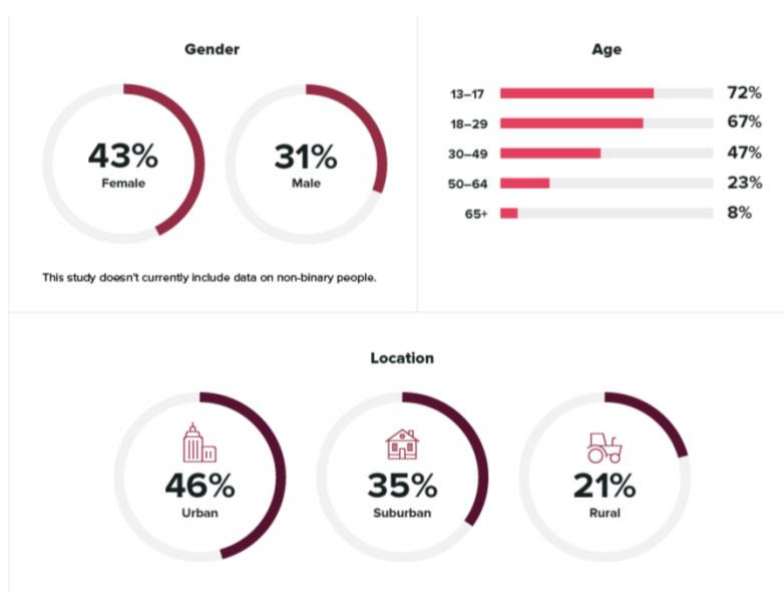 Gender
43%
Female
31%
Male
This study doesn't currently include data on non-binary people.
Age
13–17 72%
18–29 67%
30–49 47%
50–64 23%
65+ 8%
Location
46%
Urban
35%
Suburban
21%
Rural